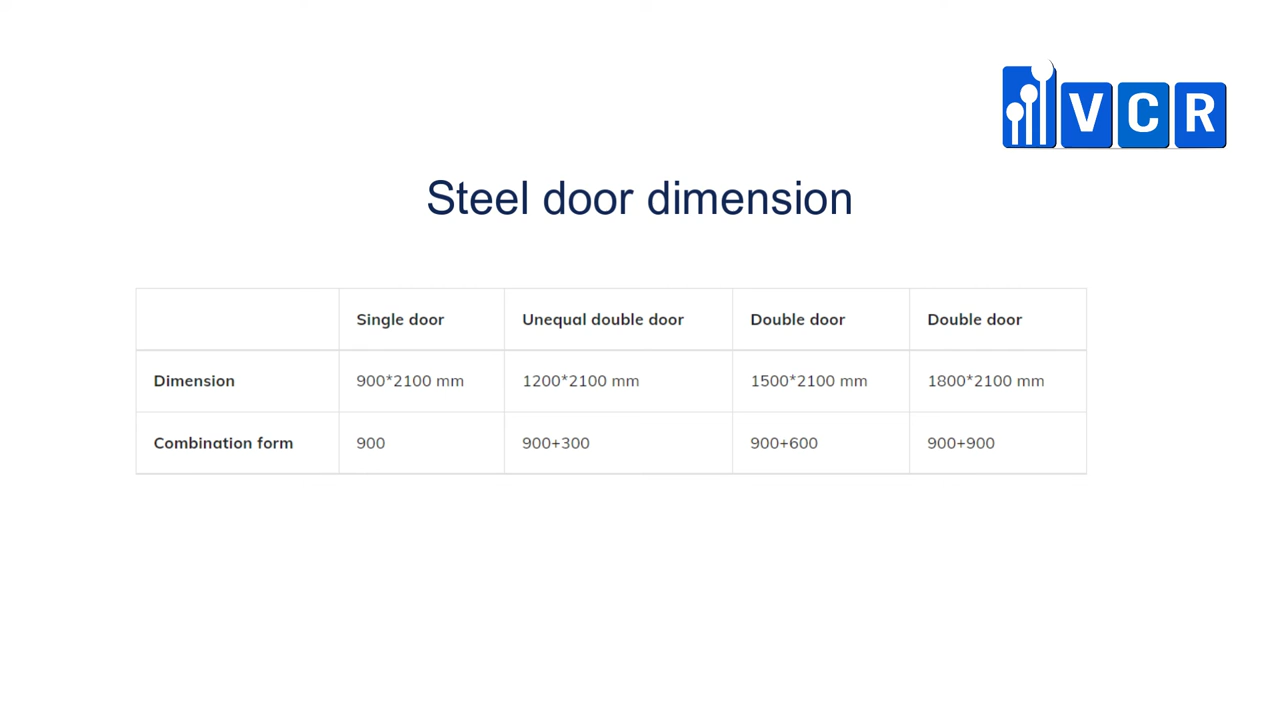 VCR
Steel door dimension
Single door Unequal double door Double door Double door
Dimension 900*2100 mm 1200*2100 mm 1500*2100 mm 1800*2100 mm
Combination form 900 900+300 900+600 900+900